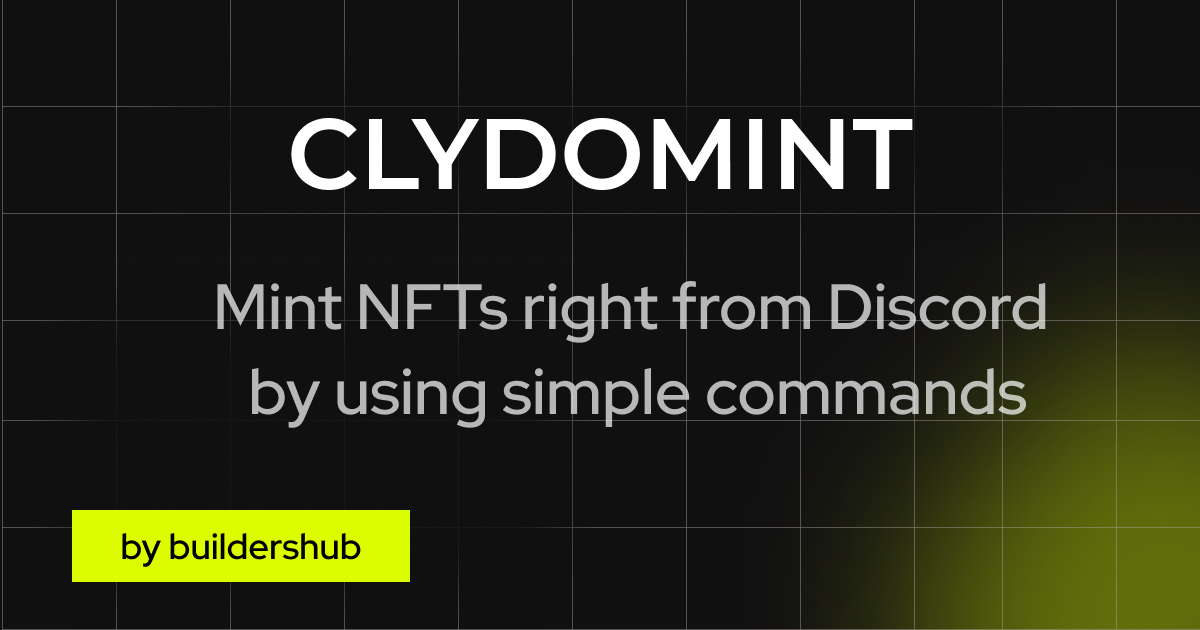 CLYDOMINT
Mint NFTs right from Discord
by using simple commands
by buildershub